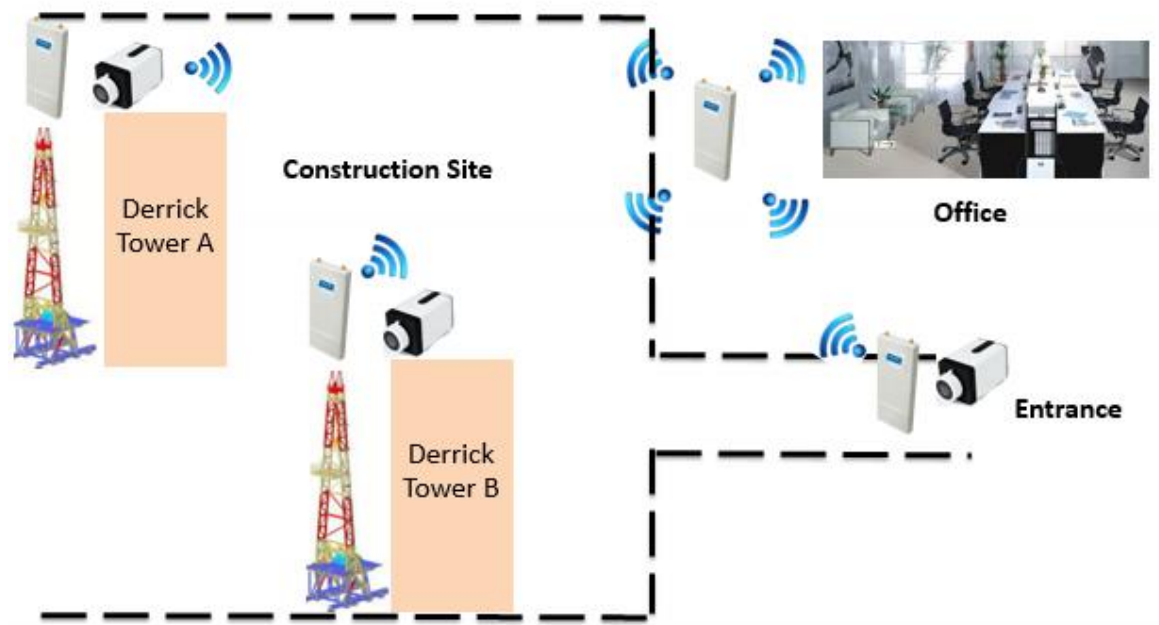 Derrick
Tower A
Construction Site
Office
Derrick
Tower B
Entrance